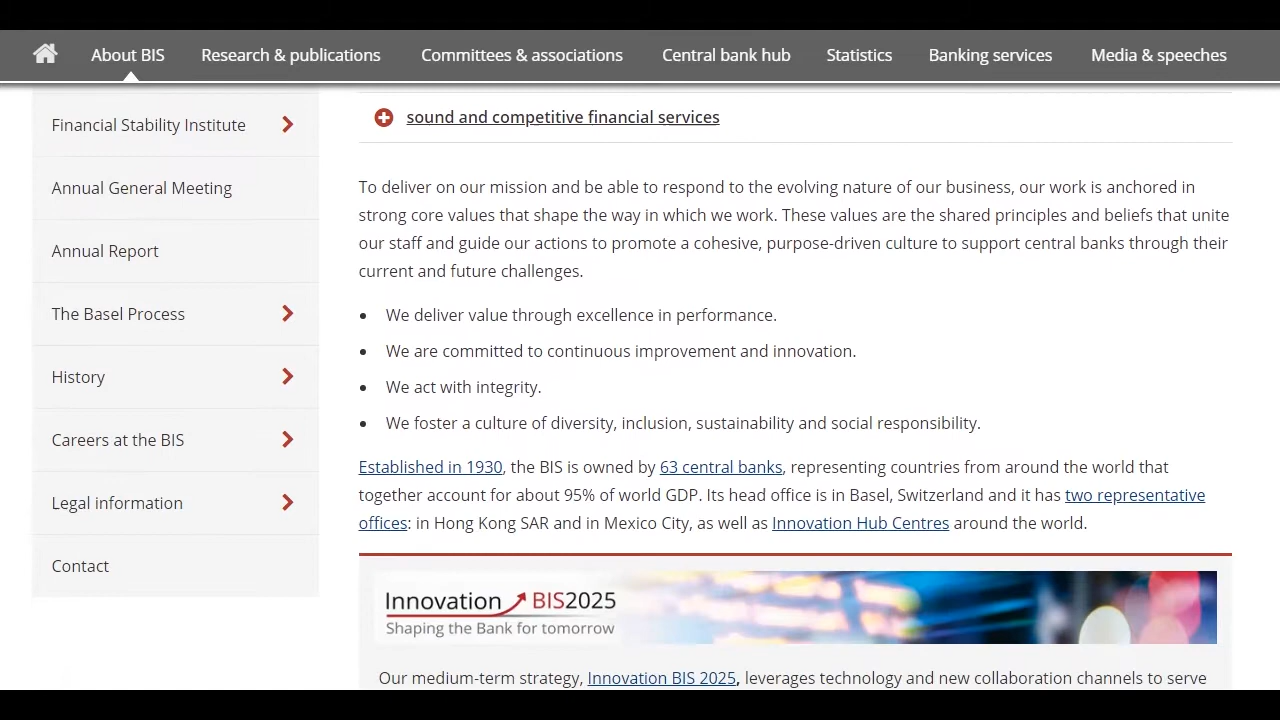 About BIS
Research & publications
Committees & associations
Central bank hub
Statistics
Banking services
Media & speeches
Financial Stability Institute
Annual General Meeting
Annual Report
The Basel Process
History
Careers at the BIS
Legal information
Contact
sound and competitive financial services
To deliver on our mission and be able to respond to the evolving nature of our business, our work is anchored in
strong core values that shape the way in which we work. These values are the shared principles and beliefs that unite
our staff and guide our actions to promote a cohesive, purpose-driven culture to support central banks through their
current and future challenges.
• We deliver value through excellence in performance.
• We are committed to continuous improvement and innovation.
• We act with integrity.
• We foster a culture of diversity, inclusion, sustainability and social responsibility.
Established in 1930, the BIS is owned by 63 central banks, representing countries from around the world that
together account for about 95% of world GDP. Its head office is in Basel, Switzerland and it has two representative
offices: in Hong Kong SAR and in Mexico City, as well as Innovation Hub Centres around the world.
Innovation BIS2025
Shaping the Bank for tomorrow
Our medium-term strategy, Innovation BIS 2025, leverages technology and new collaboration channels to serve